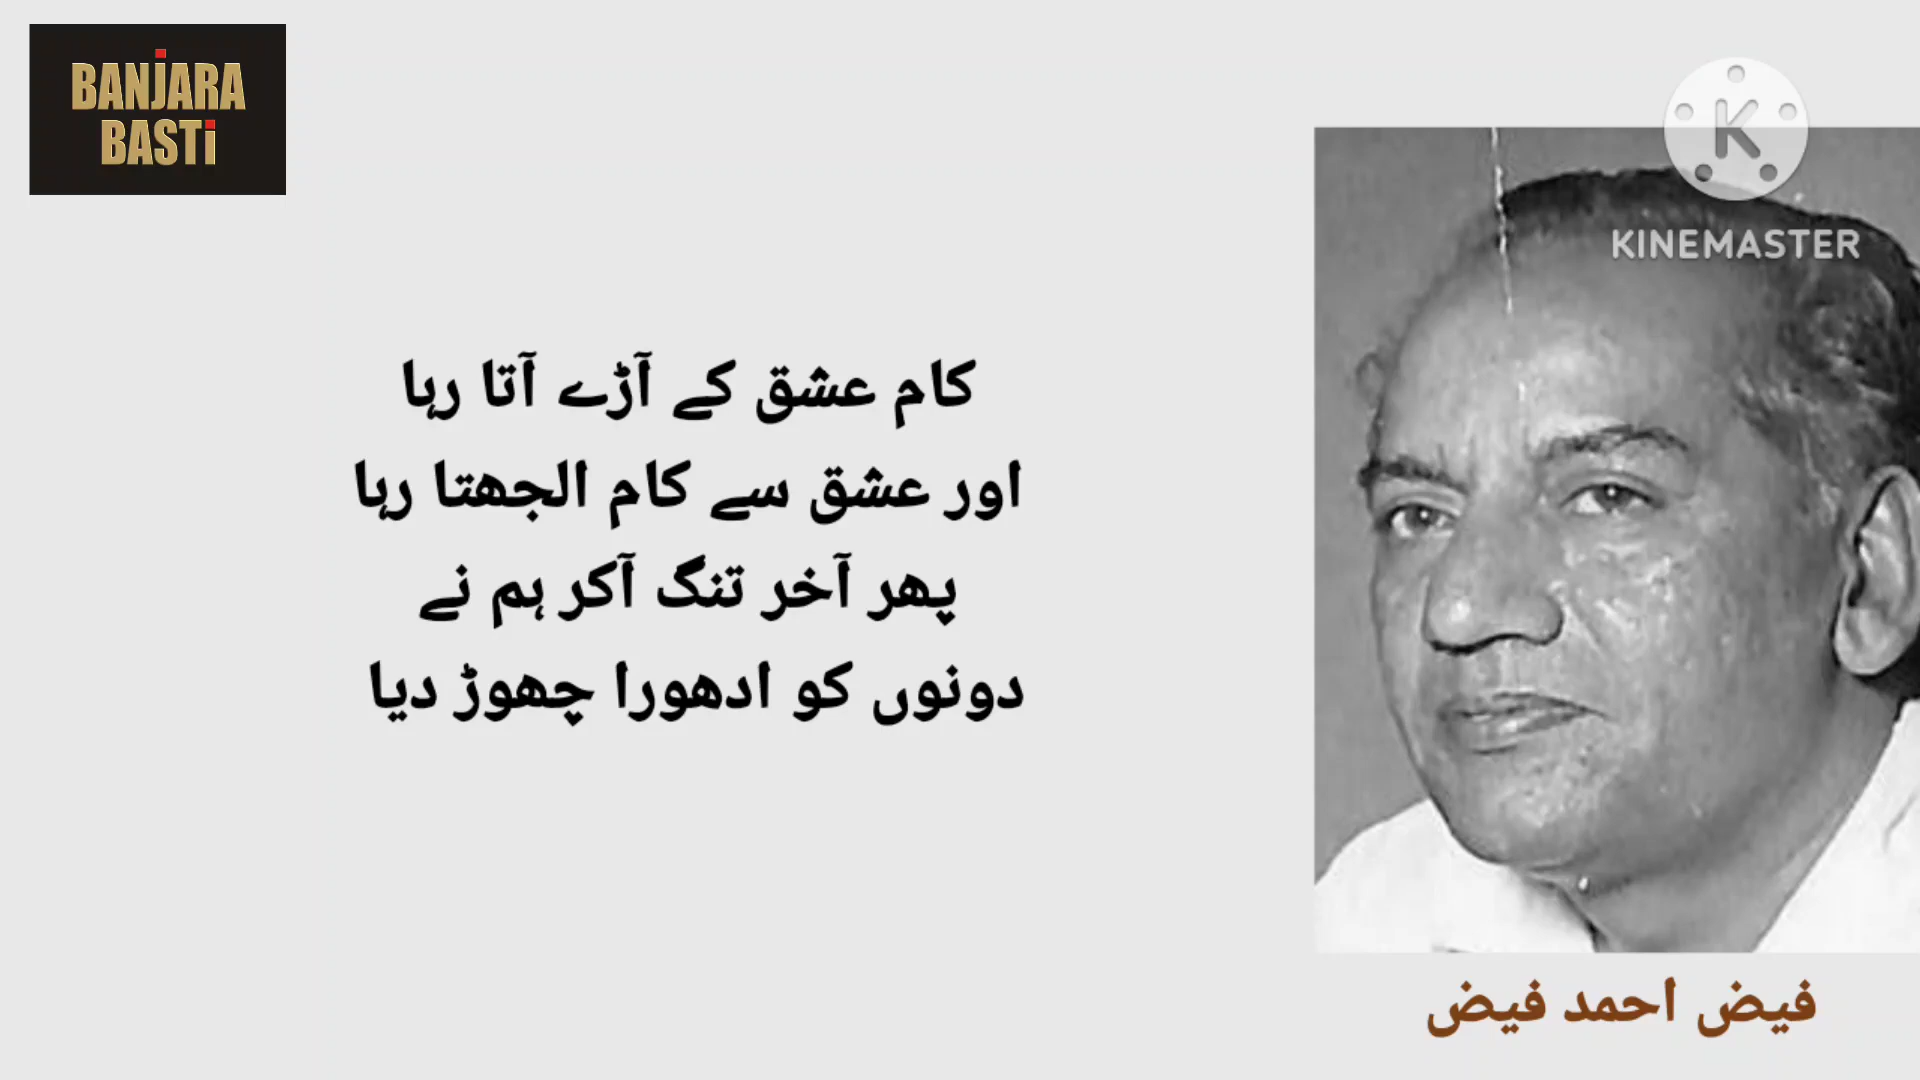 BANJARA
BASTi
KINEMASTER
کام عشق کے آڑے آتا رہا
اور عشق سے کام الجھتا رہا
پھر آخر تنگ آکر ہم نے
دونوں کو ادھورا چھوڑ دیا
فیض احمد فیض